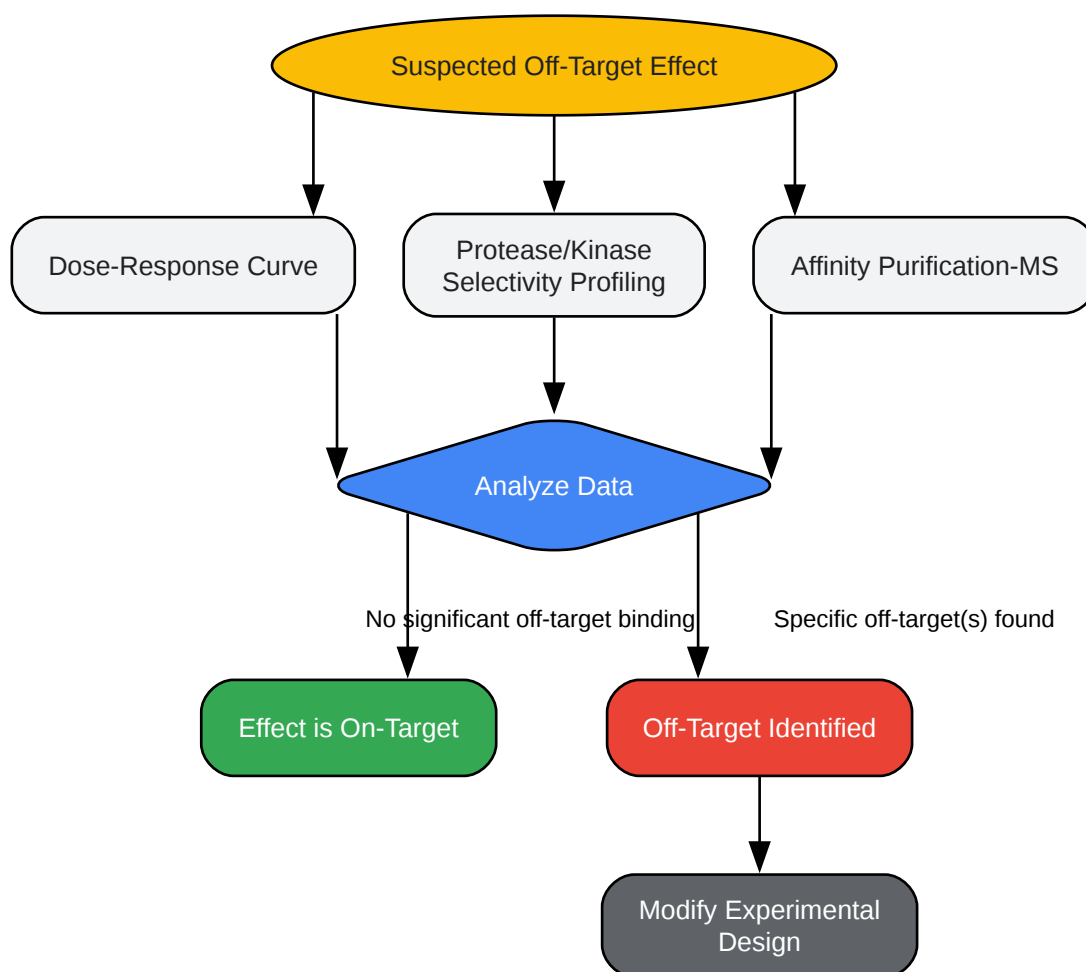 Suspected Off-Target Effect
Dose-Response Curve
Protease/Kinase
Selectivity Profiling
Affinity Purification-MS
Analyze Data
No significant off-target binding
Specific off-target(s) found
Effect is On-Target
Off-Target Identified
Modify Experimental
Design